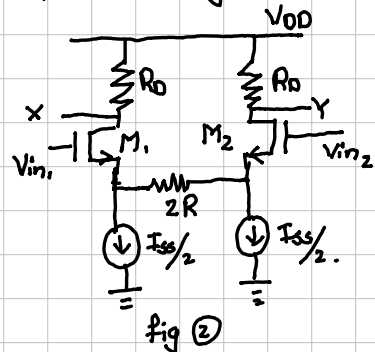 VDD
RD RD
X Y
M1 M2
Vin1 Vin2
2R
Iss/2 Iss/2.
fig ②